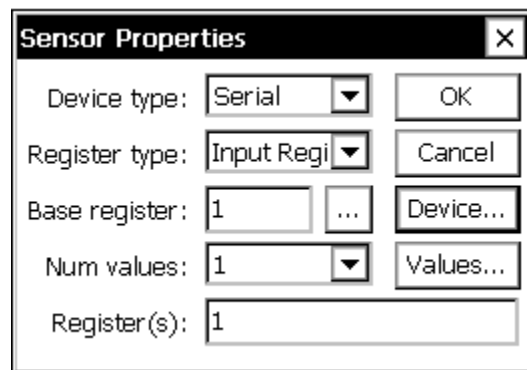 Sensor Properties
Device type: Serial OK
Register type: Input Regi Cancel
Base register: 1 ... Device...
Num values: 1 Values...
Register(s): 1